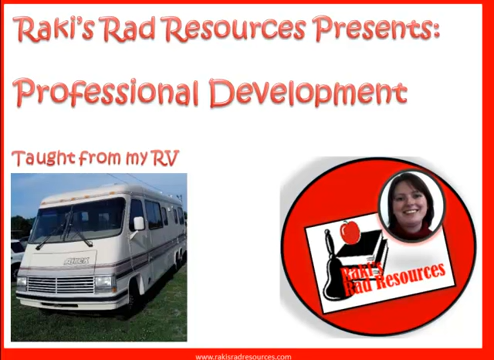 Raki's Rad Resources Presents:
Professional Development
Taught from my RV
Raki's
Rad Resources
www.rakisradresources.com